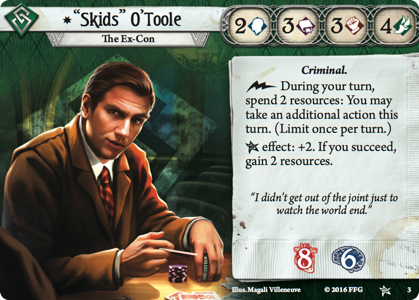 "Skids" O'Toole
The Ex-Con
2 3 3 4
Criminal.
During your turn,
spend 2 resources: You may
take an additional action this
turn. (Limit once per turn.)
effect: +2. If you succeed,
gain 2 resources.
"I didn't get out of the joint just to
watch the world end."
8 6
Illus. Magali Villeneuve © 2016 FFG 3